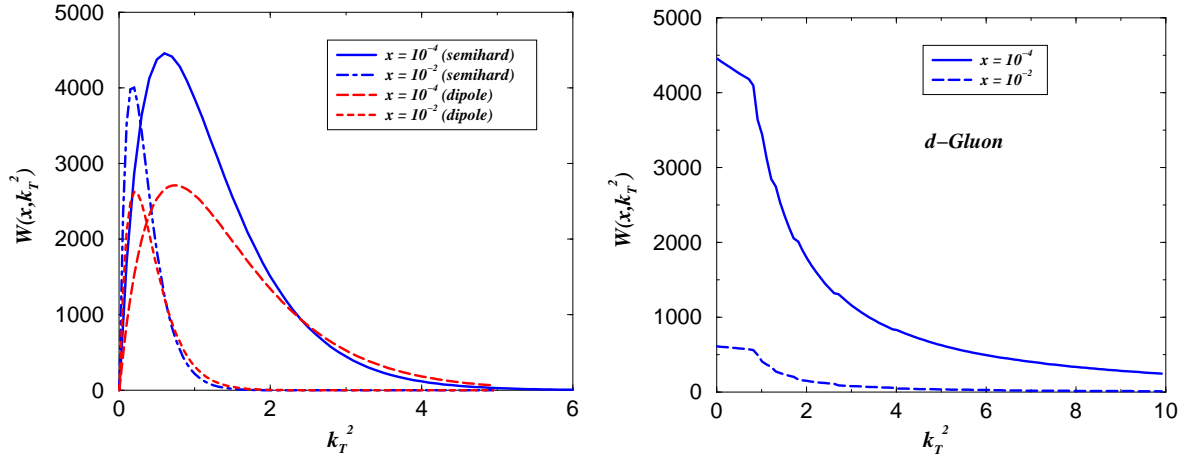 5000
4000
3000
2000
1000
0
W(x,k_T^2)
x = 10^{-4} (semihard)
x = 10^{-2} (semihard)
x = 10^{-4} (dipole)
x = 10^{-2} (dipole)
0 2 4 6
k_T^2
5000
4000
3000
2000
1000
0
W(x,k_T^2)
x = 10^{-4}
x = 10^{-2}
d−Gluon
0 2 4 6 8 10
k_T^2